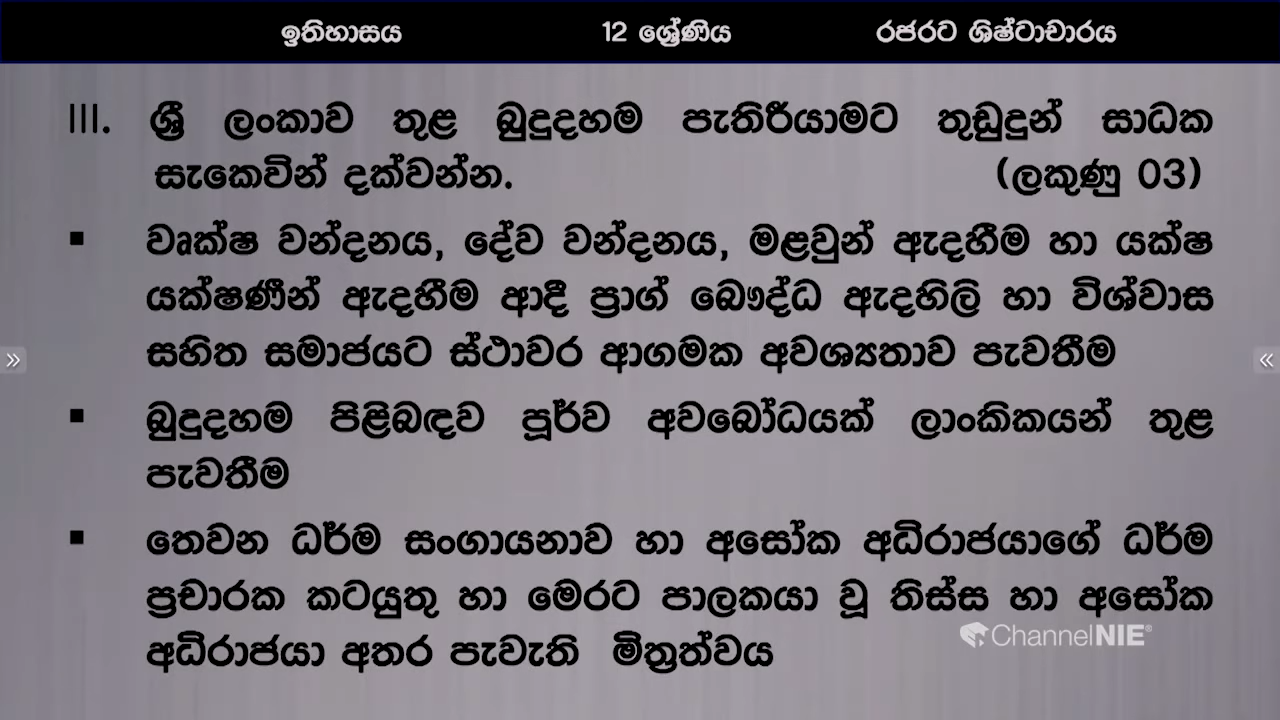 ඉතිහාසය 12 ශ්‍රේණිය රජරට ශිෂ්ටාචාරය
III. ශ්‍රී ලංකාව තුළ බුදුදහම පැතිරීයාමට තුඩුදුන් සාධක
සැකෙවින් දක්වන්න. (ලකුණු 03)
▪ වෘක්ෂ වන්දනය, දේව වන්දනය, මළවුන් ඇදහීම හා යක්ෂ
යක්ෂණීන් ඇදහීම ආදී ප්‍රාග් බෞද්ධ ඇදහිලි හා විශ්වාස
සහිත සමාජයට ස්ථාවර ආගමක අවශ්‍යතාව පැවතීම
▪ බුදුදහම පිළිබඳව පූර්ව අවබෝධයක් ලාංකිකයන් තුළ
පැවතීම
▪ තෙවන ධර්ම සංගායනාව හා අසෝක අධිරාජයාගේ ධර්ම
ප්‍රචාරක කටයුතු හා මෙරට පාලකයා වූ තිස්ස හා අසෝක
අධිරාජයා අතර පැවැති මිත්‍රත්වය
ChannelNIE®